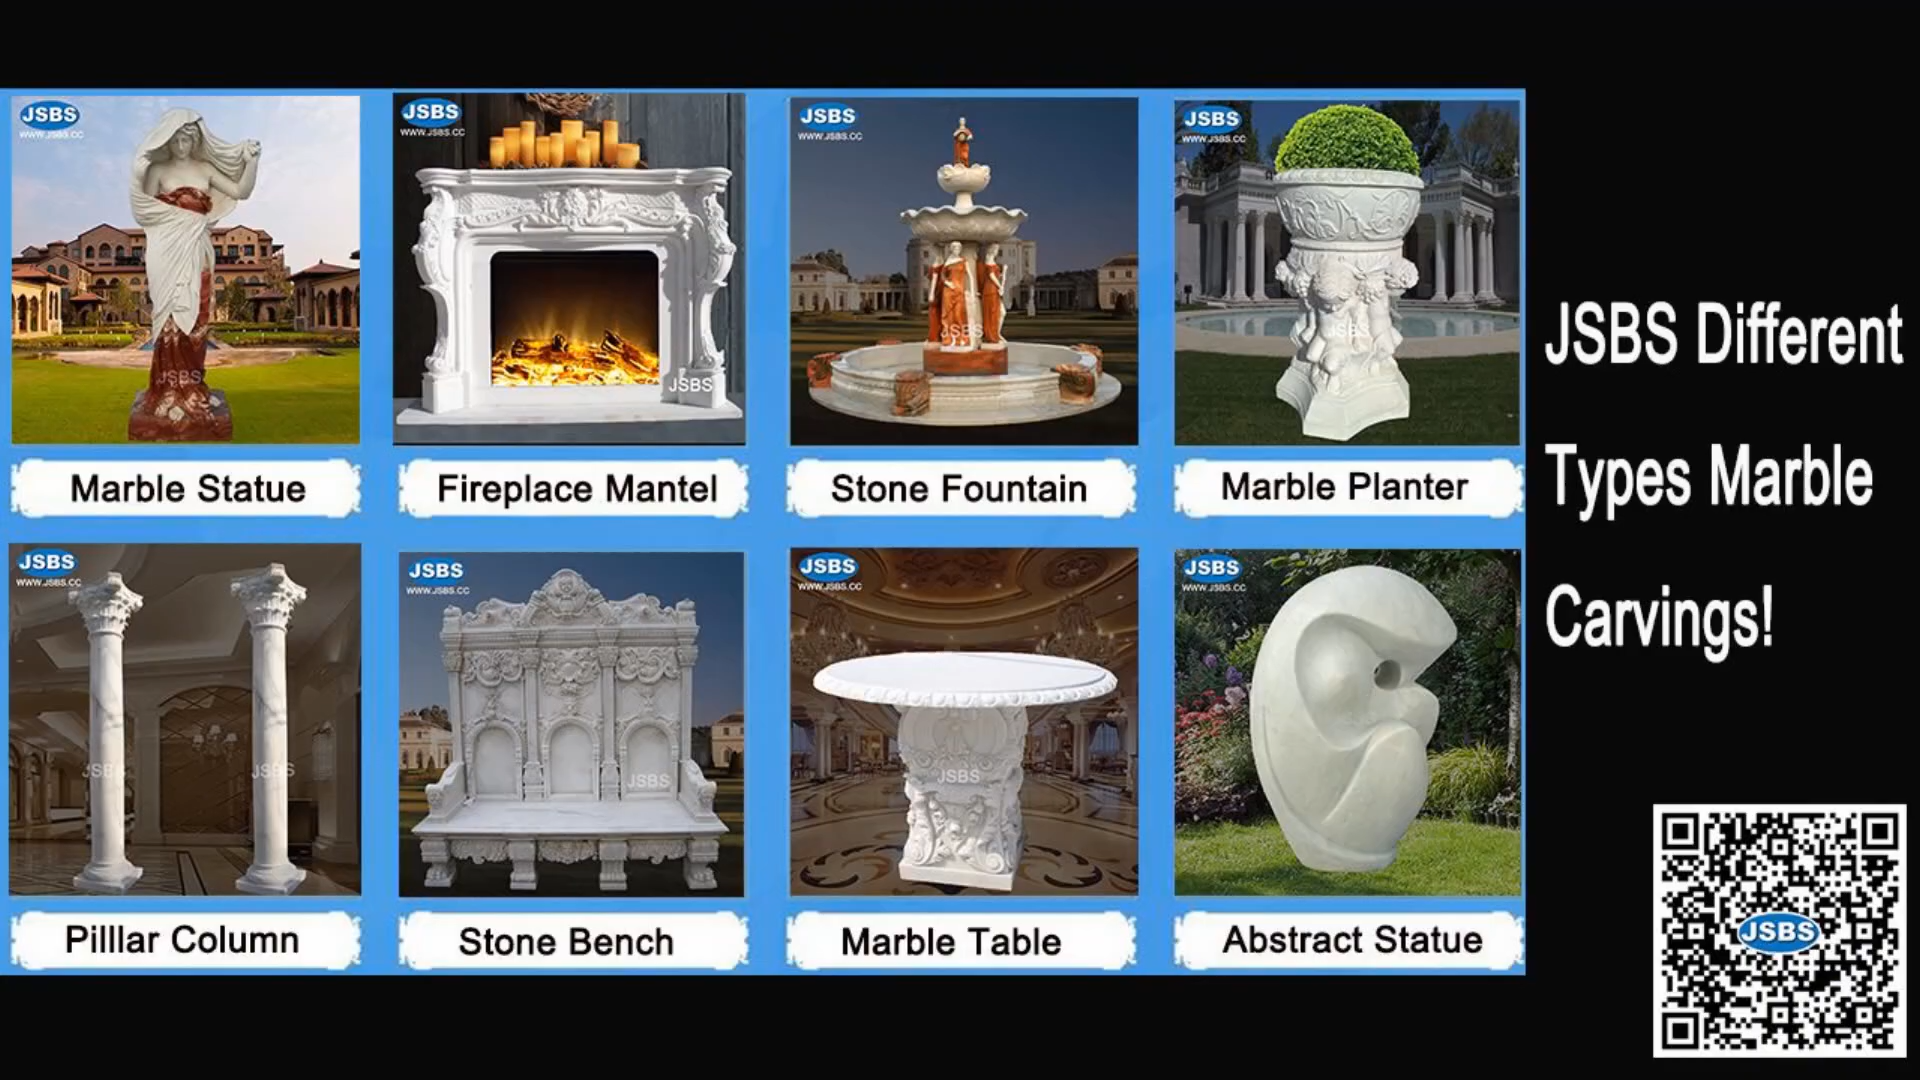 JSBS
WWW.JSBS.CC
JSBS
JSBS
WWW.JSBS.CC
JSBS
JSBS
WWW.JSBS.CC
JSBS
JSBS
WWW.JSBS.CC
JSBS
Marble Statue
Fireplace Mantel
Stone Fountain
Marble Planter
JSBS
WWW.JSBS.CC
JSBS
JSBS
JSBS
WWW.JSBS.CC
JSBS
JSBS
WWW.JSBS.CC
JSBS
JSBS
WWW.JSBS.CC
Pilllar Column
Stone Bench
Marble Table
Abstract Statue
JSBS Different
Types Marble
Carvings!
JSBS